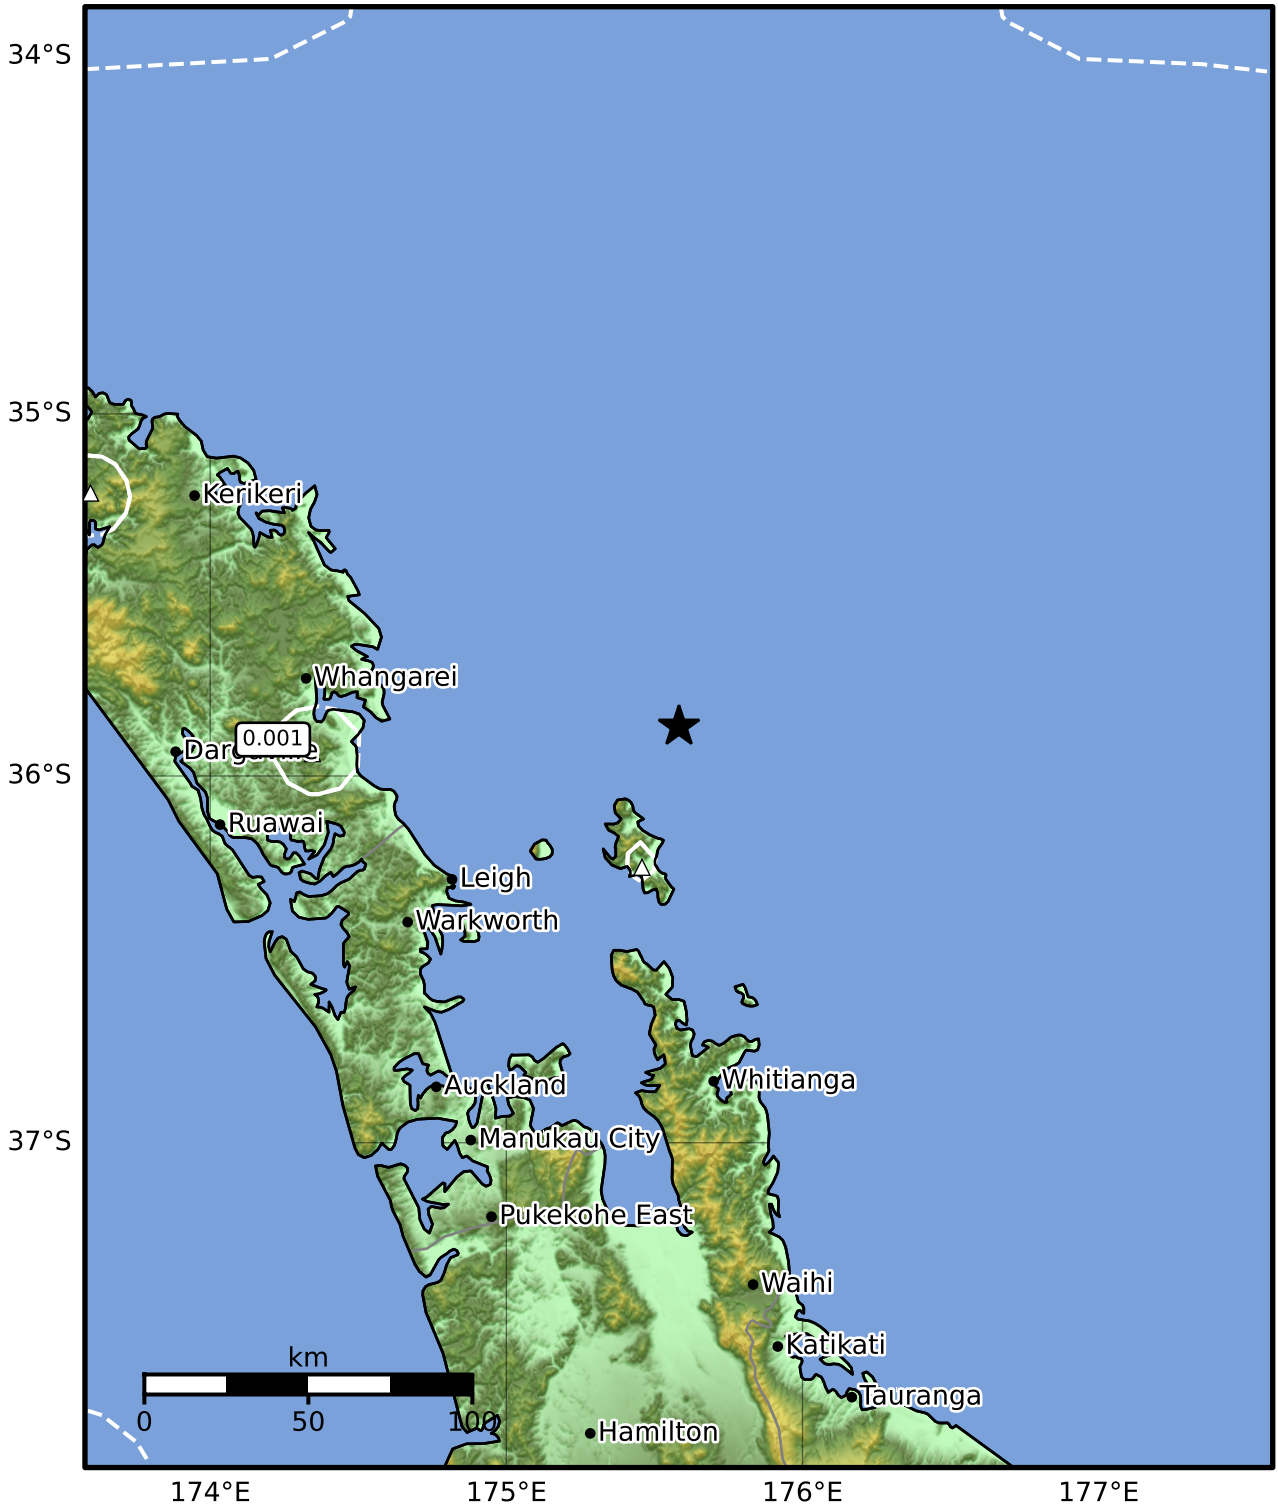 34°S
35°S
Kerikeri
Whangarei
0.001
Dargaville
36°S
Ruawai
Leigh
Warkworth
Auckland
Whitianga
37°S
Manukau City
Pukekohe East
Waihi
Katikati
km
0 50 100
Tauranga
Hamilton
174°E 175°E 176°E 177°E